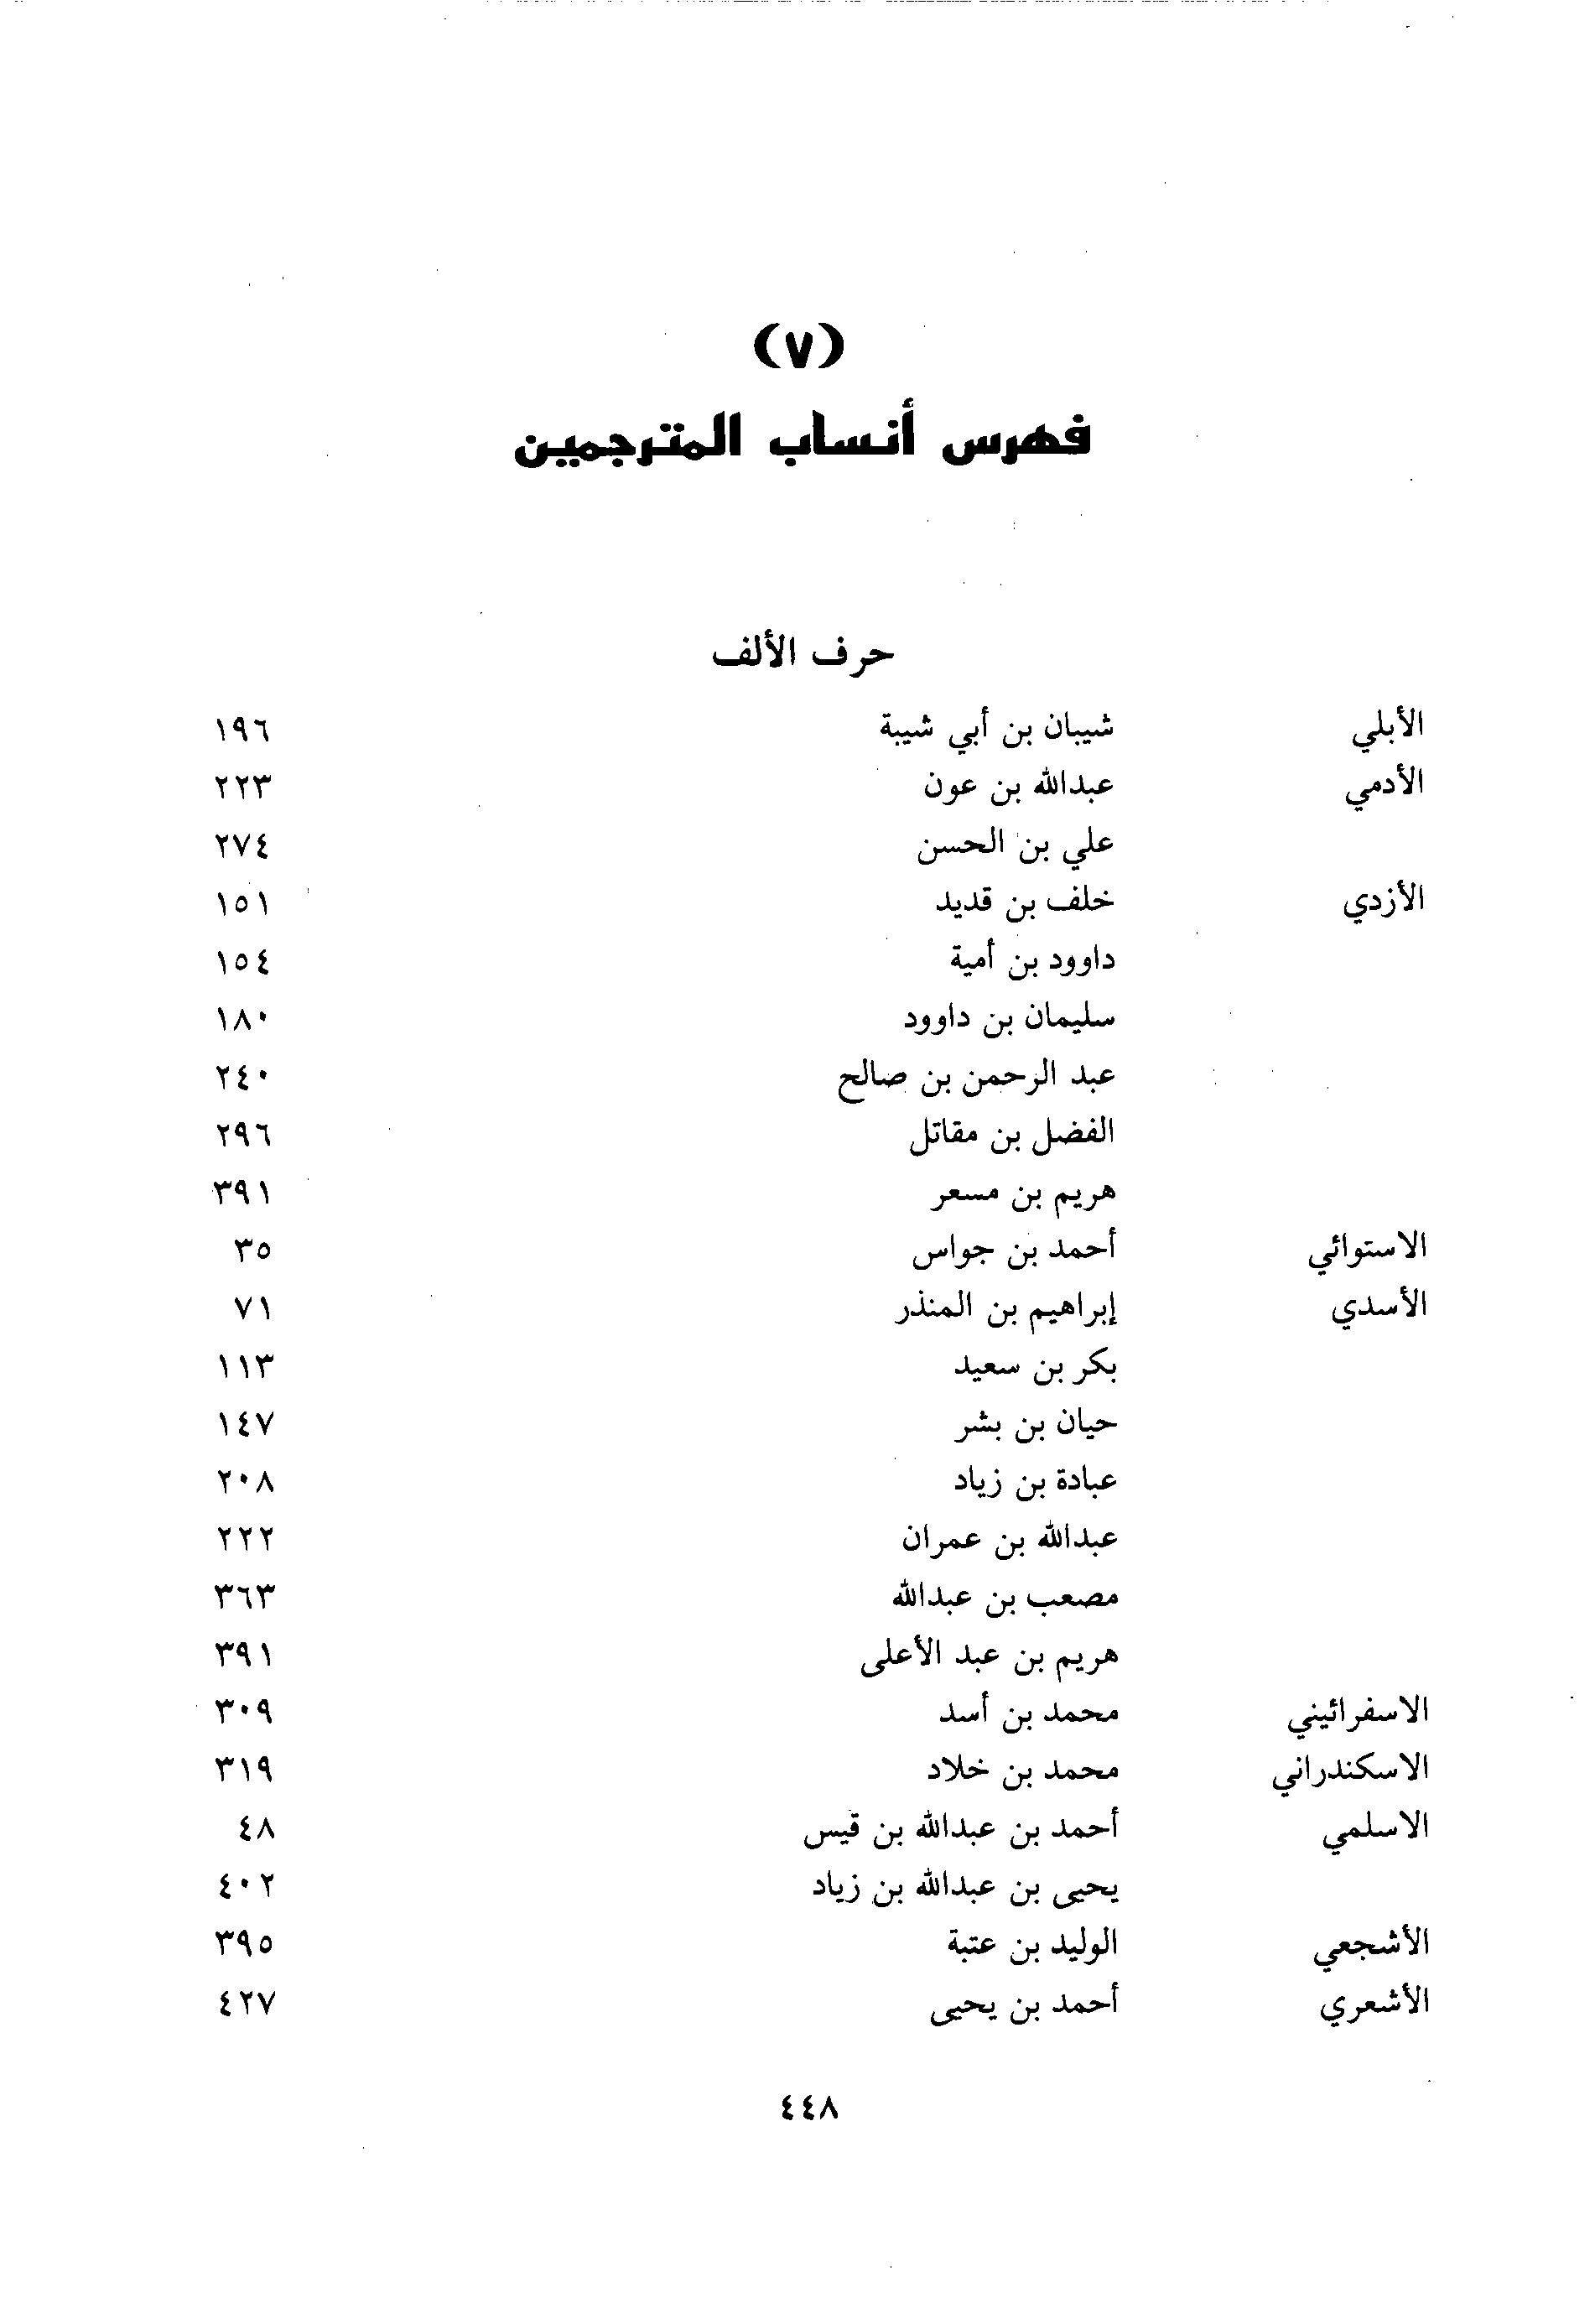 (٧)
فهرس أنساب المترجمين
حرف الألف
الأبلي شيبان بن أبي شيبة ١٩٦
الأدمي عبدالله بن عون ٢٢٣
علي بن الحسن ٢٧٤
الأزدي خلف بن قديد ١٥١
داوود بن أمية ١٥٤
سليمان بن داوود ١٨٠
عبد الرحمن بن صالح ٢٤٠
الفضل بن مقاتل ٢٩٦
هريم بن مسعر ٣٩١
الاستوائي أحمد بن جواس ٣٥
الأسدي إبراهيم بن المنذر ٧١
بكر بن سعيد ١١٣
حيان بن بشر ١٤٧
عبادة بن زياد ٢٠٨
عبدالله بن عمران ٢٢٢
مصعب بن عبدالله ٣٦٣
هريم بن عبد الأعلى ٣٩١
الاسفرائيني محمد بن أسد ٣٠٩
الاسكندراني محمد بن خلاد ٣١٩
الاسلمي أحمد بن عبدالله بن قيس ٤٨
يحيى بن عبدالله بن زياد ٤٠٢
الأشجعي الوليد بن عتبة ٣٩٥
الأشعري أحمد بن يحيى ٤٢٧
٤٤٨